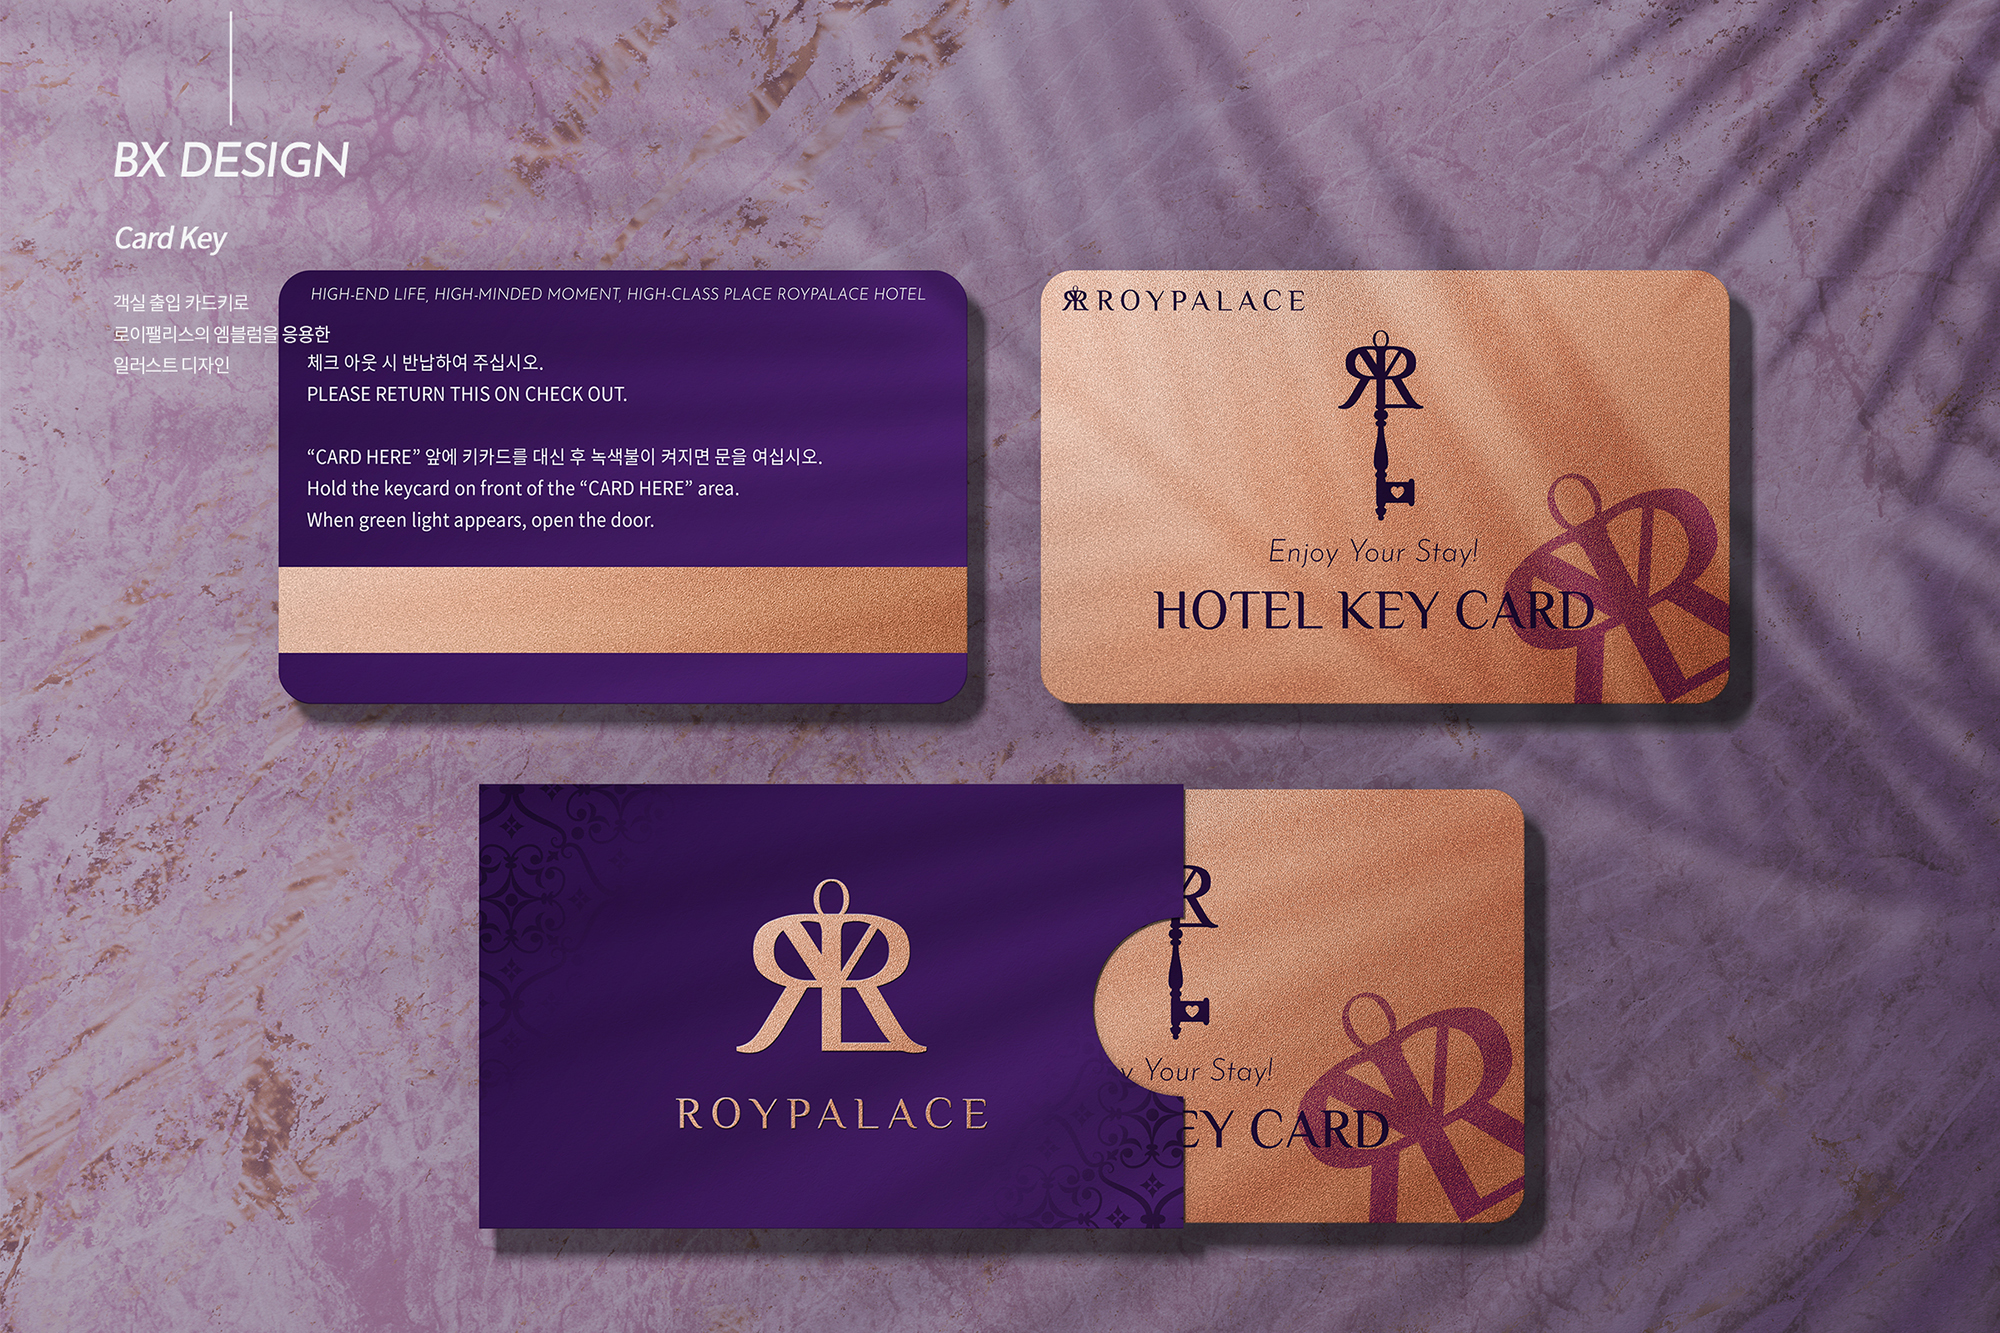 BX DESIGN
Card Key
객실 출입 카드키로
로이팰리스의 엠블럼을 응용한
일러스트 디자인
HIGH-END LIFE, HIGH-MINDED MOMENT, HIGH-CLASS PLACE ROYPALACE HOTEL
체크 아웃 시 반납하여 주십시오.
PLEASE RETURN THIS ON CHECK OUT.
“CARD HERE” 앞에 키카드를 대신 후 녹색불이 켜지면 문을 여십시오.
Hold the keycard on front of the “CARD HERE” area.
When green light appears, open the door.
ROYPALACE
Enjoy Your Stay!
HOTEL KEY CARD
ROYPALACE
y Your Stay!
EY CARD